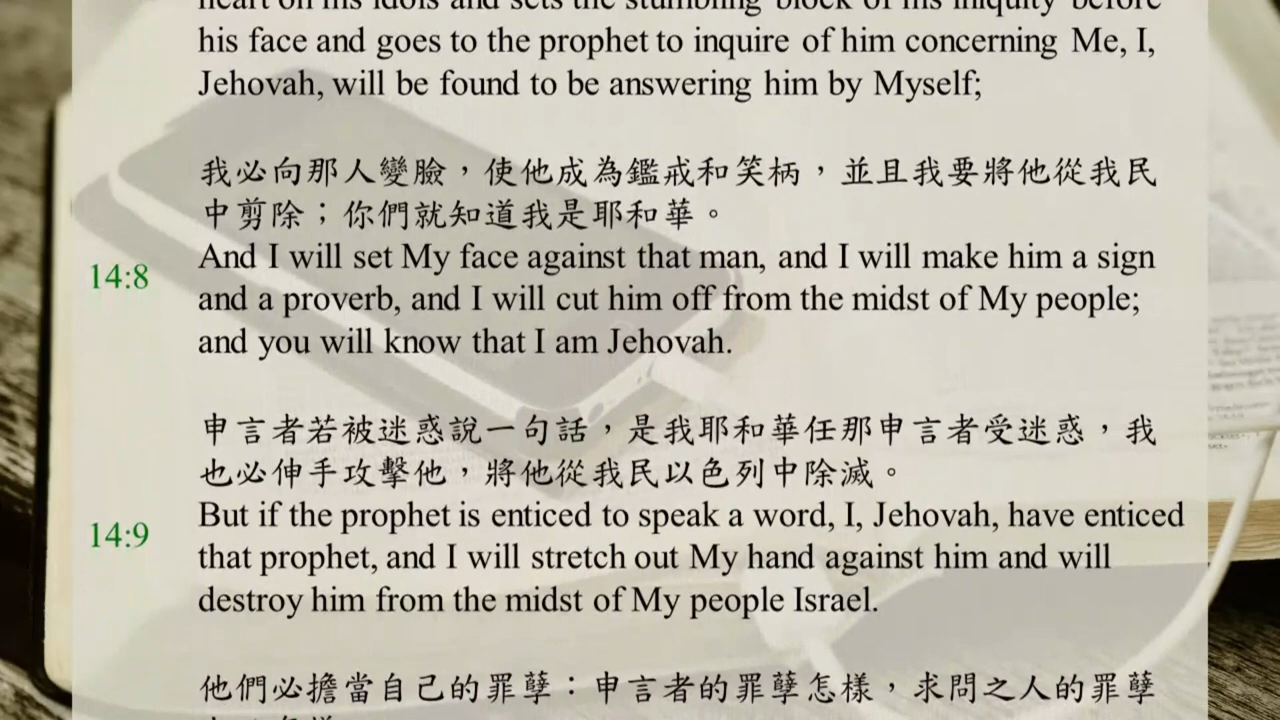 heart on his idols and sets the stumbling block of his iniquity before
his face and goes to the prophet to inquire of him concerning Me, I,
Jehovah, will be found to be answering him by Myself;
我必向那人變臉，使他成為鑑戒和笑柄，並且我要將他從我民
中剪除；你們就知道我是耶和華。
14:8
And I will set My face against that man, and I will make him a sign
and a proverb, and I will cut him off from the midst of My people;
and you will know that I am Jehovah.
申言者若被迷惑說一句話，是我耶和華任那申言者受迷惑，我
也必伸手攻擊他，將他從我民以色列中除滅。
14:9
But if the prophet is enticed to speak a word, I, Jehovah, have enticed
that prophet, and I will stretch out My hand against him and will
destroy him from the midst of My people Israel.
他們必擔當自己的罪孽：申言者的罪孽怎樣，求問之人的罪孽